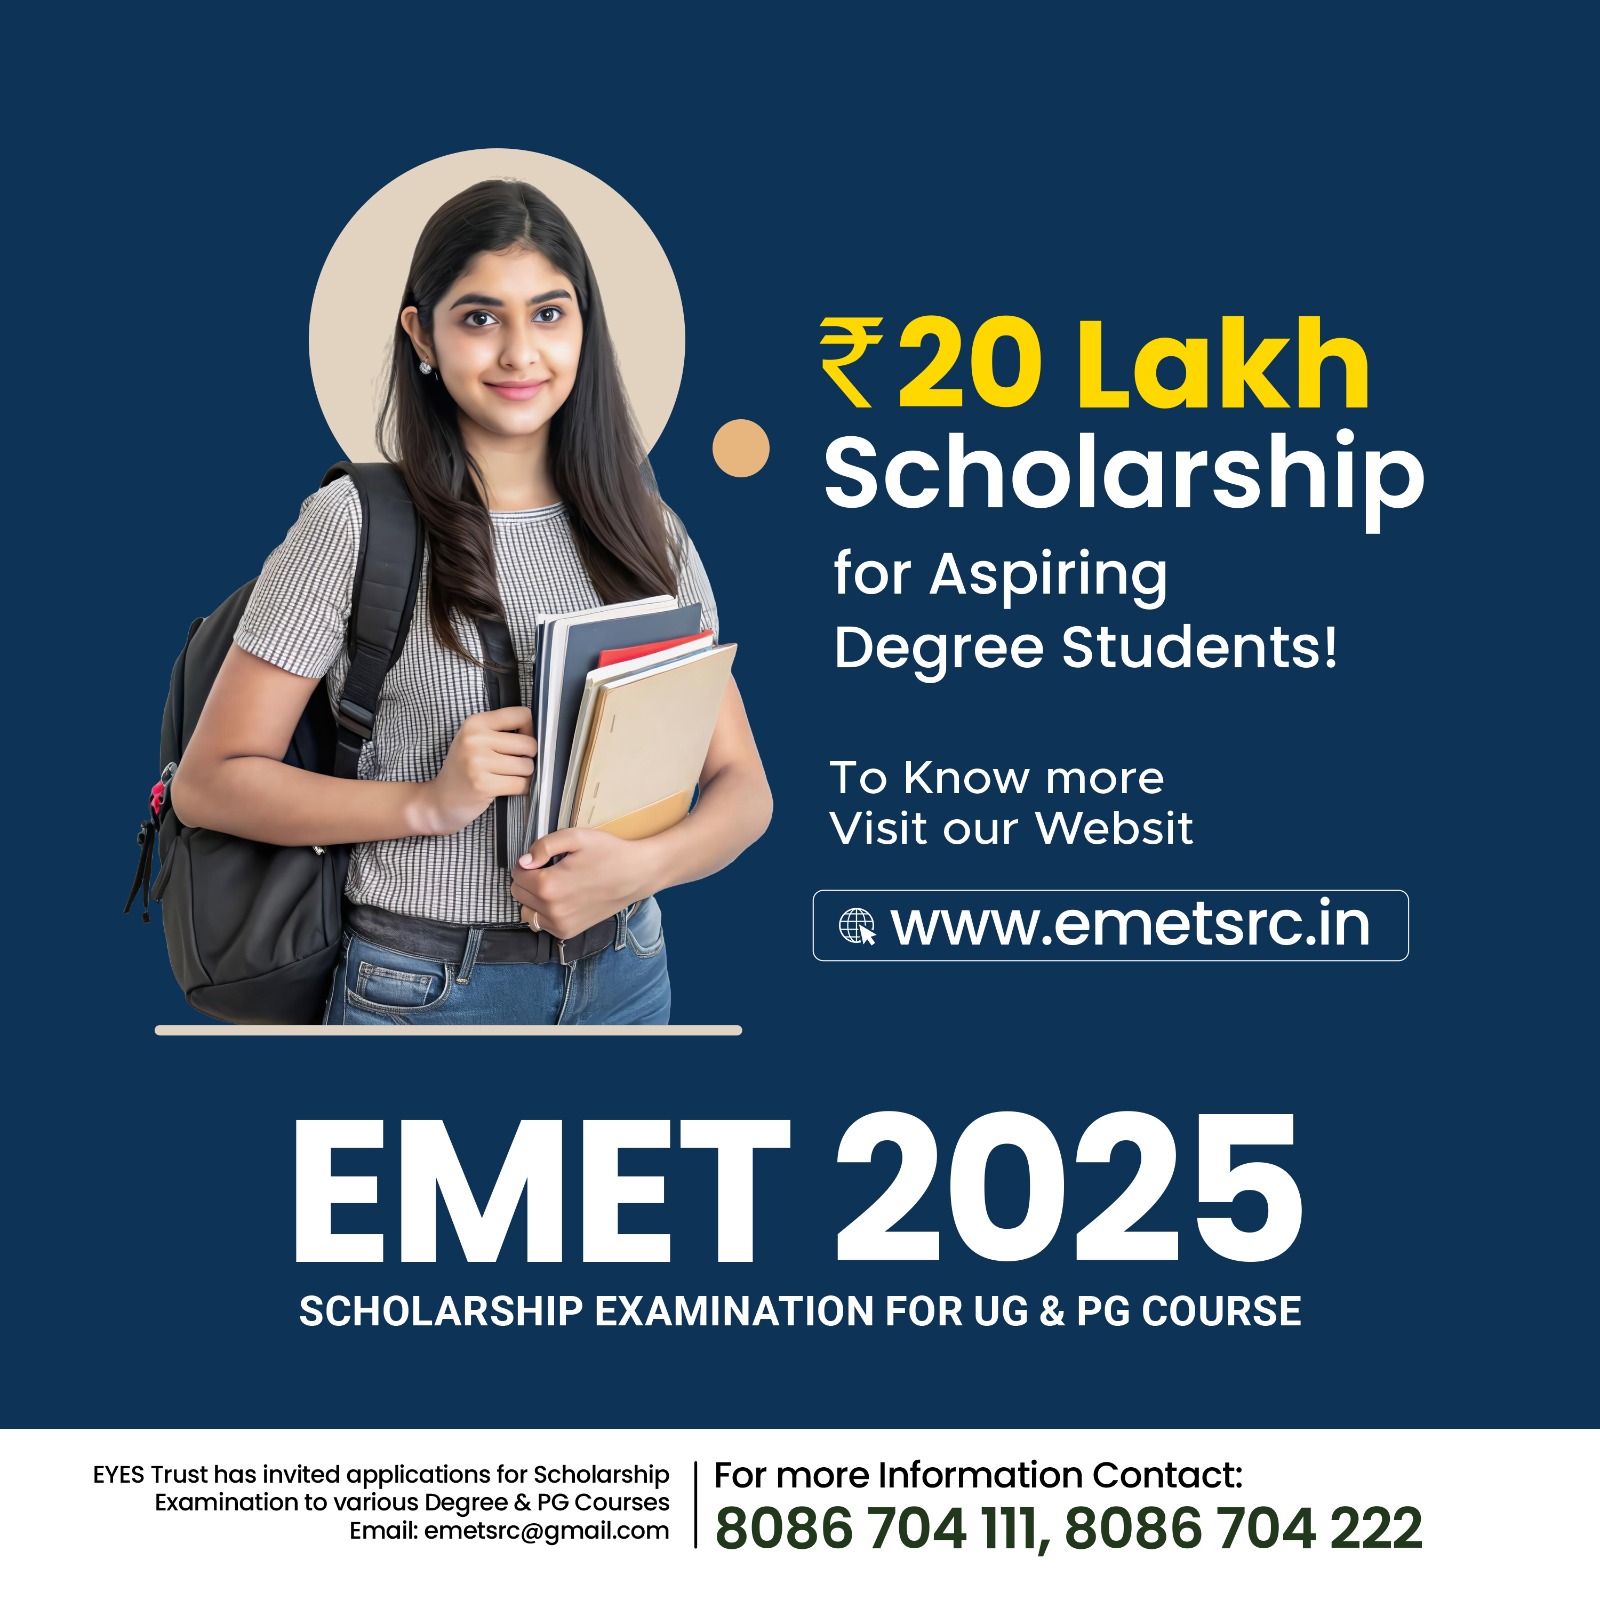 ₹20 Lakh
Scholarship
for Aspiring
Degree Students!
To Know more
Visit our Websit
www.emetsrc.in
EMET 2025
SCHOLARSHIP EXAMINATION FOR UG & PG COURSE
EYES Trust has invited applications for Scholarship
Examination to various Degree & PG Courses
Email: emetsrc@gmail.com
For more Information Contact:
8086 704 111, 8086 704 222